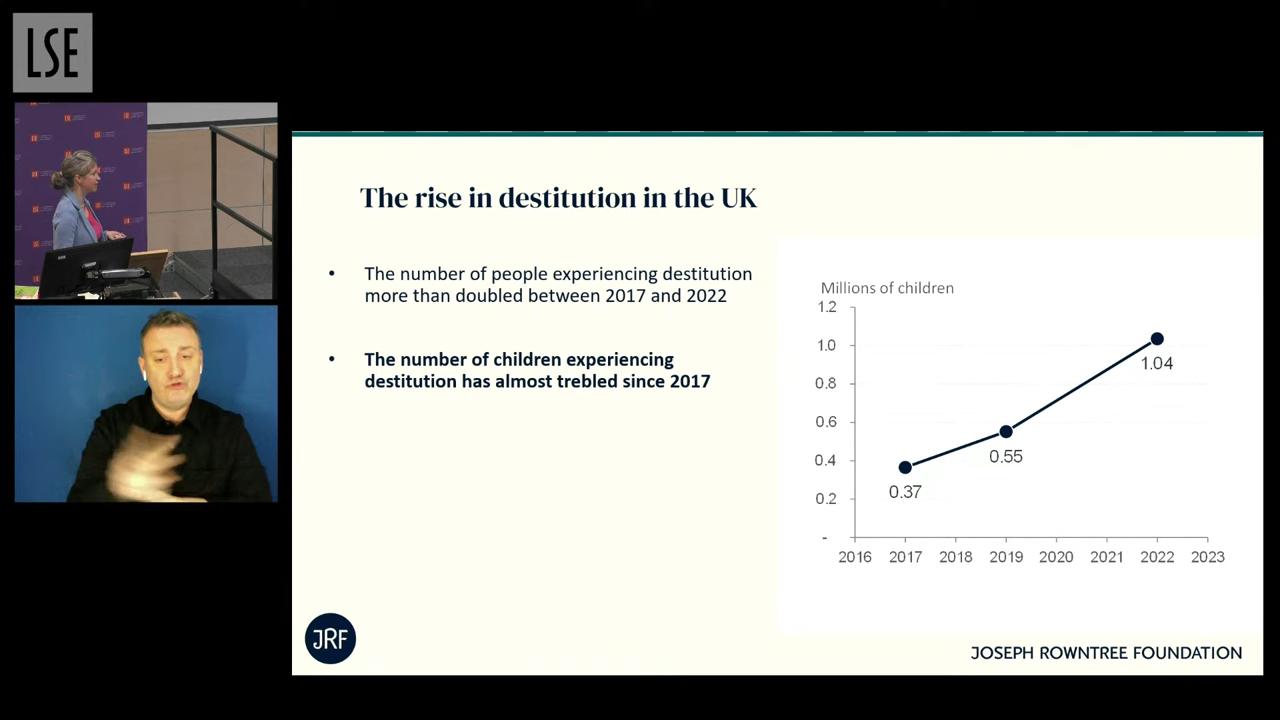 LSE
The rise in destitution in the UK
• The number of people experiencing destitution
more than doubled between 2017 and 2022
• The number of children experiencing
destitution has almost trebled since 2017
Millions of children
1.2
1.0
0.8
0.6
0.4
0.2
-
0.37
0.55
1.04
2016 2017 2018 2019 2020 2021 2022 2023
JRF
JOSEPH ROWNTREE FOUNDATION